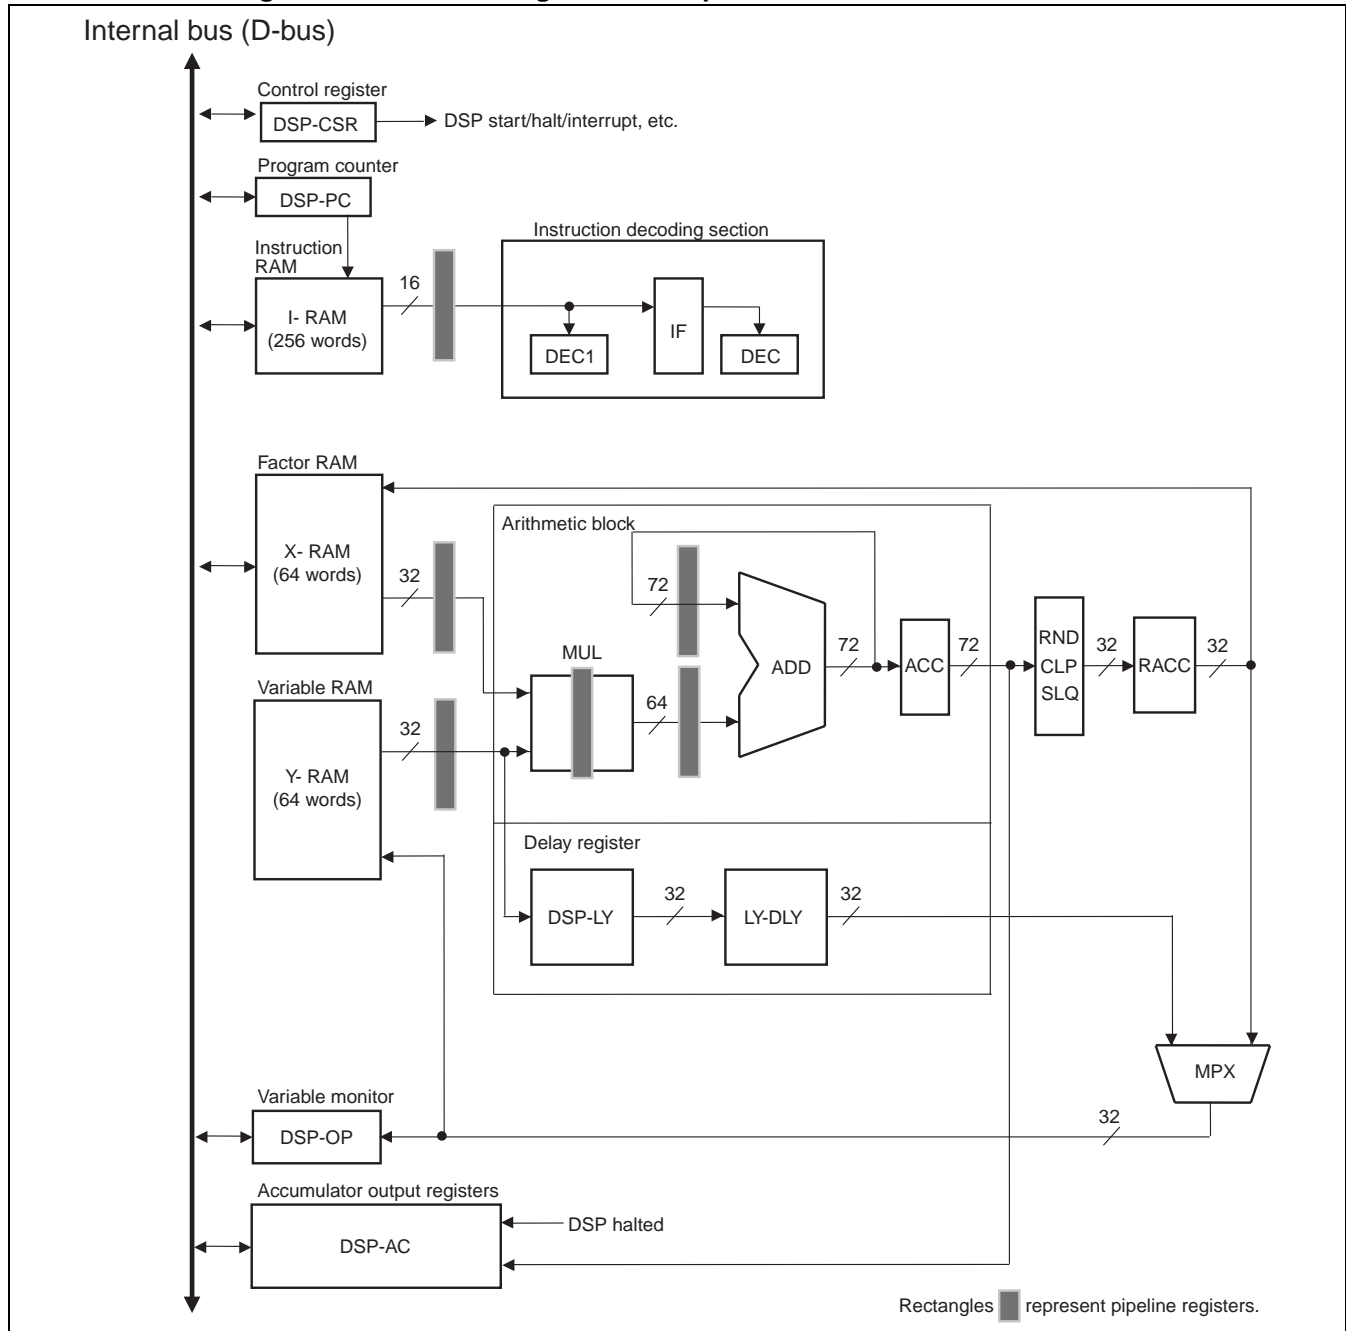 Internal bus (D-bus)
Control register
DSP-CSR
DSP start/halt/interrupt, etc.
Program counter
DSP-PC
Instruction
RAM
I- RAM
(256 words)
16
Instruction decoding section
DEC1
IF
DEC
Factor RAM
X- RAM
(64 words)
32
Arithmetic block
72
MUL
64
ADD
72
ACC
72
RND
CLP
SLQ
32
RACC
32
Variable RAM
Y- RAM
(64 words)
32
Delay register
DSP-LY
32
LY-DLY
32
MPX
32
Variable monitor
DSP-OP
Accumulator output registers
DSP-AC
DSP halted
Rectangles represent pipeline registers.